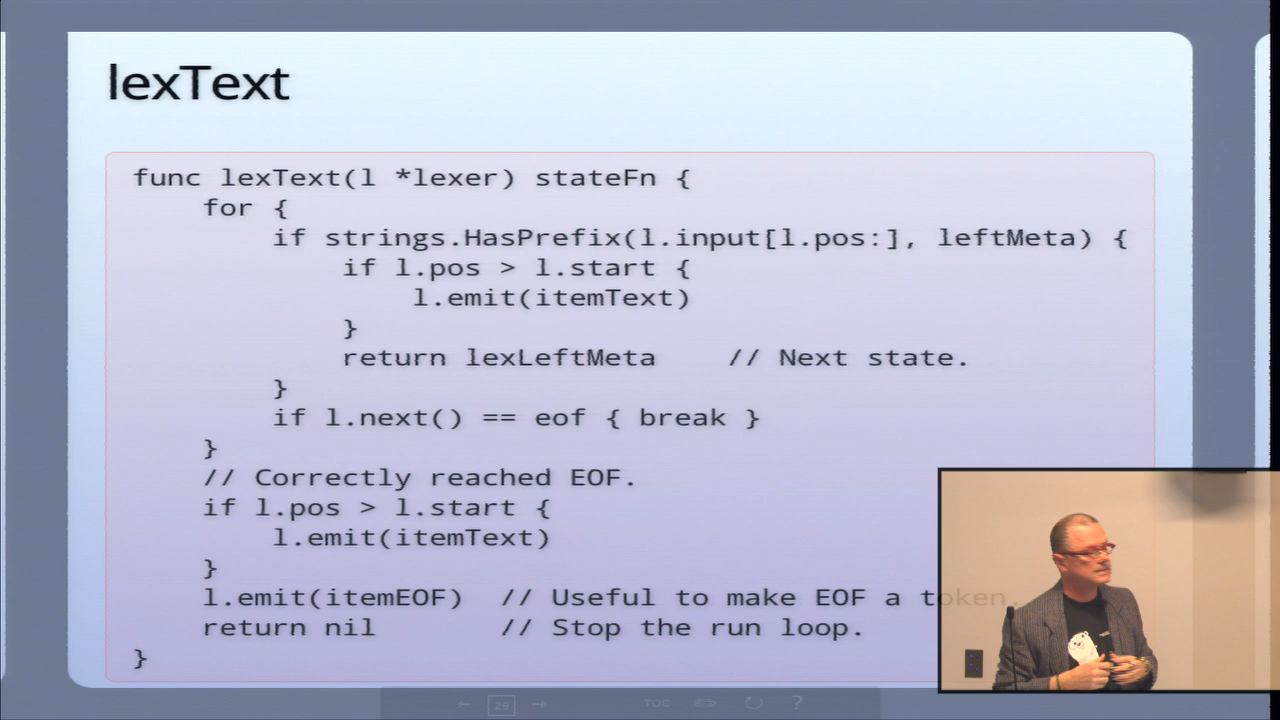 lexText
func lexText(l *lexer) stateFn {
    for {
        if strings.HasPrefix(l.input[l.pos:], leftMeta) {
            if l.pos > l.start {
                l.emit(itemText)
            }
            return lexLeftMeta    // Next state.
        }
        if l.next() == eof { break }
    }
    // Correctly reached EOF.
    if l.pos > l.start {
        l.emit(itemText)
    }
    l.emit(itemEOF)  // Useful to make EOF a token.
    return nil       // Stop the run loop.
}
← 29 → TOC ?